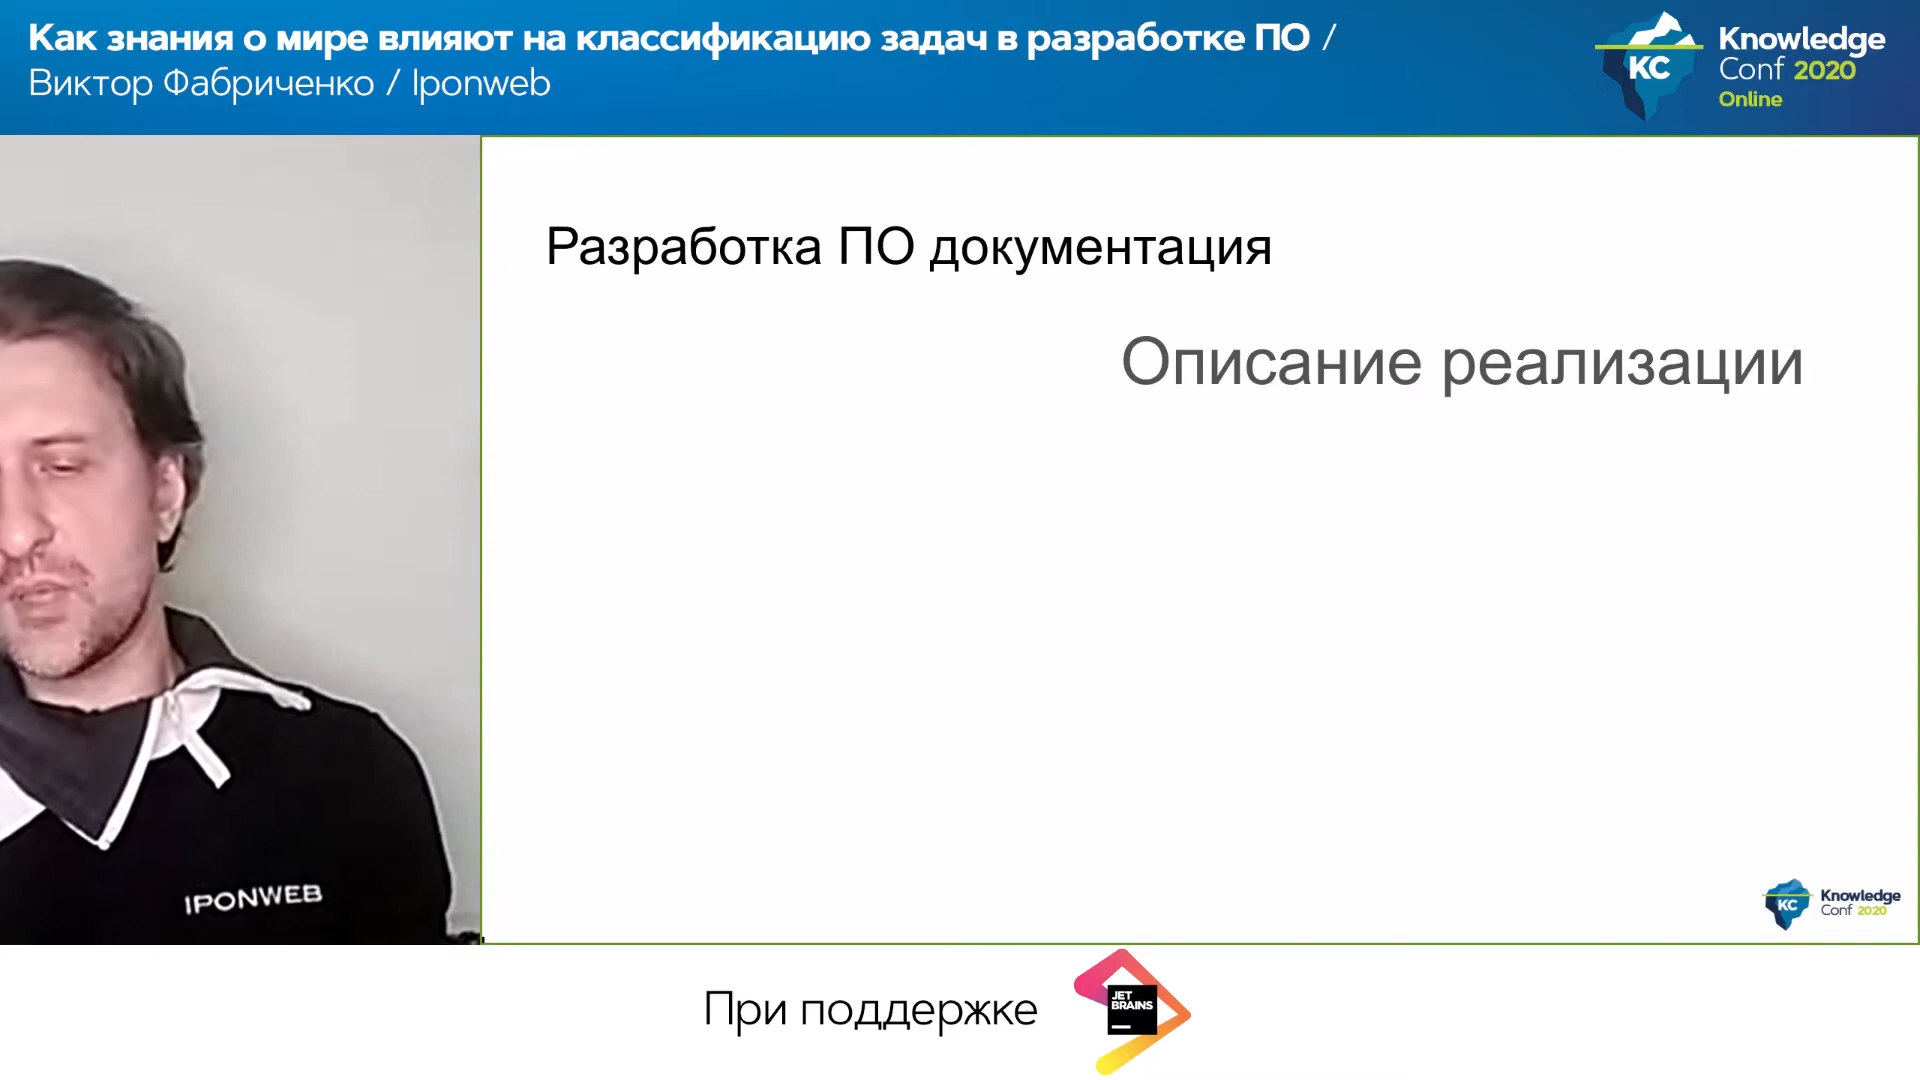 Как знания о мире влияют на классификацию задач в разработке ПО /
Виктор Фабриченко / Iponweb
KC
Knowledge
Conf 2020
Online
Разработка ПО документация
Описание реализации
IPONWEB
KC
Knowledge
Conf 2020
При поддержке
JET
BRAINS